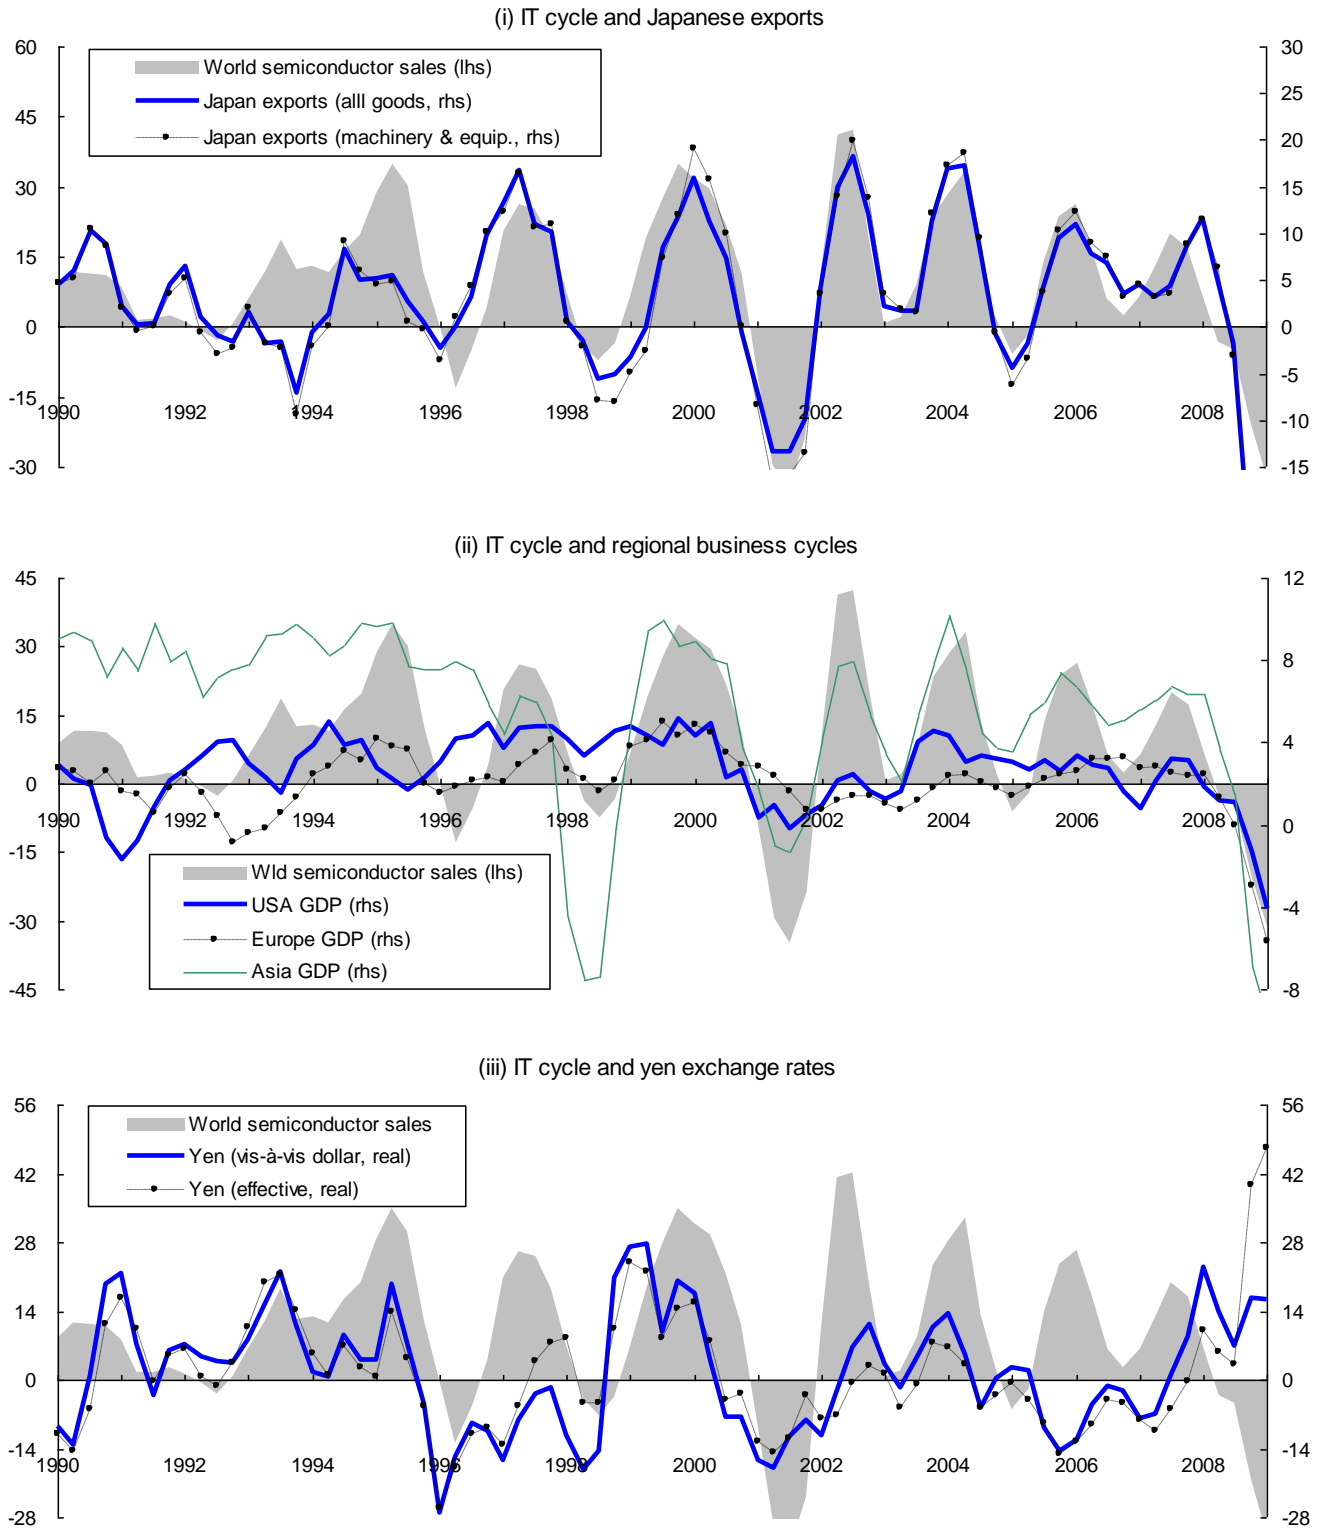 (i) IT cycle and Japanese exports
60 30
World semiconductor sales (lhs)
25
Japan exports (alll goods, rhs)
45
Japan exports (machinery & equip., rhs)
20
30 15
10
15
5
0 0
-5
-15
1990 1992 1994 1996 1998 2000 2002 2004 2006 2008 -10
-30 -15
(ii) IT cycle and regional business cycles
45 12
30 8
15
4
0
1990 1992 1994 1996 1998 2000 2002 2004 2006 2008 0
-15
Wld semiconductor sales (lhs)
USA GDP (rhs)
-4
-30
Europe GDP (rhs)
Asia GDP (rhs)
-45 -8
(iii) IT cycle and yen exchange rates
56 56
World semiconductor sales
Yen (vis-à-vis dollar, real)
42 42
Yen (effective, real)
28 28
14 14
0 0
-14 -14
1990 1992 1994 1996 1998 2000 2002 2004 2006 2008
-28 -28